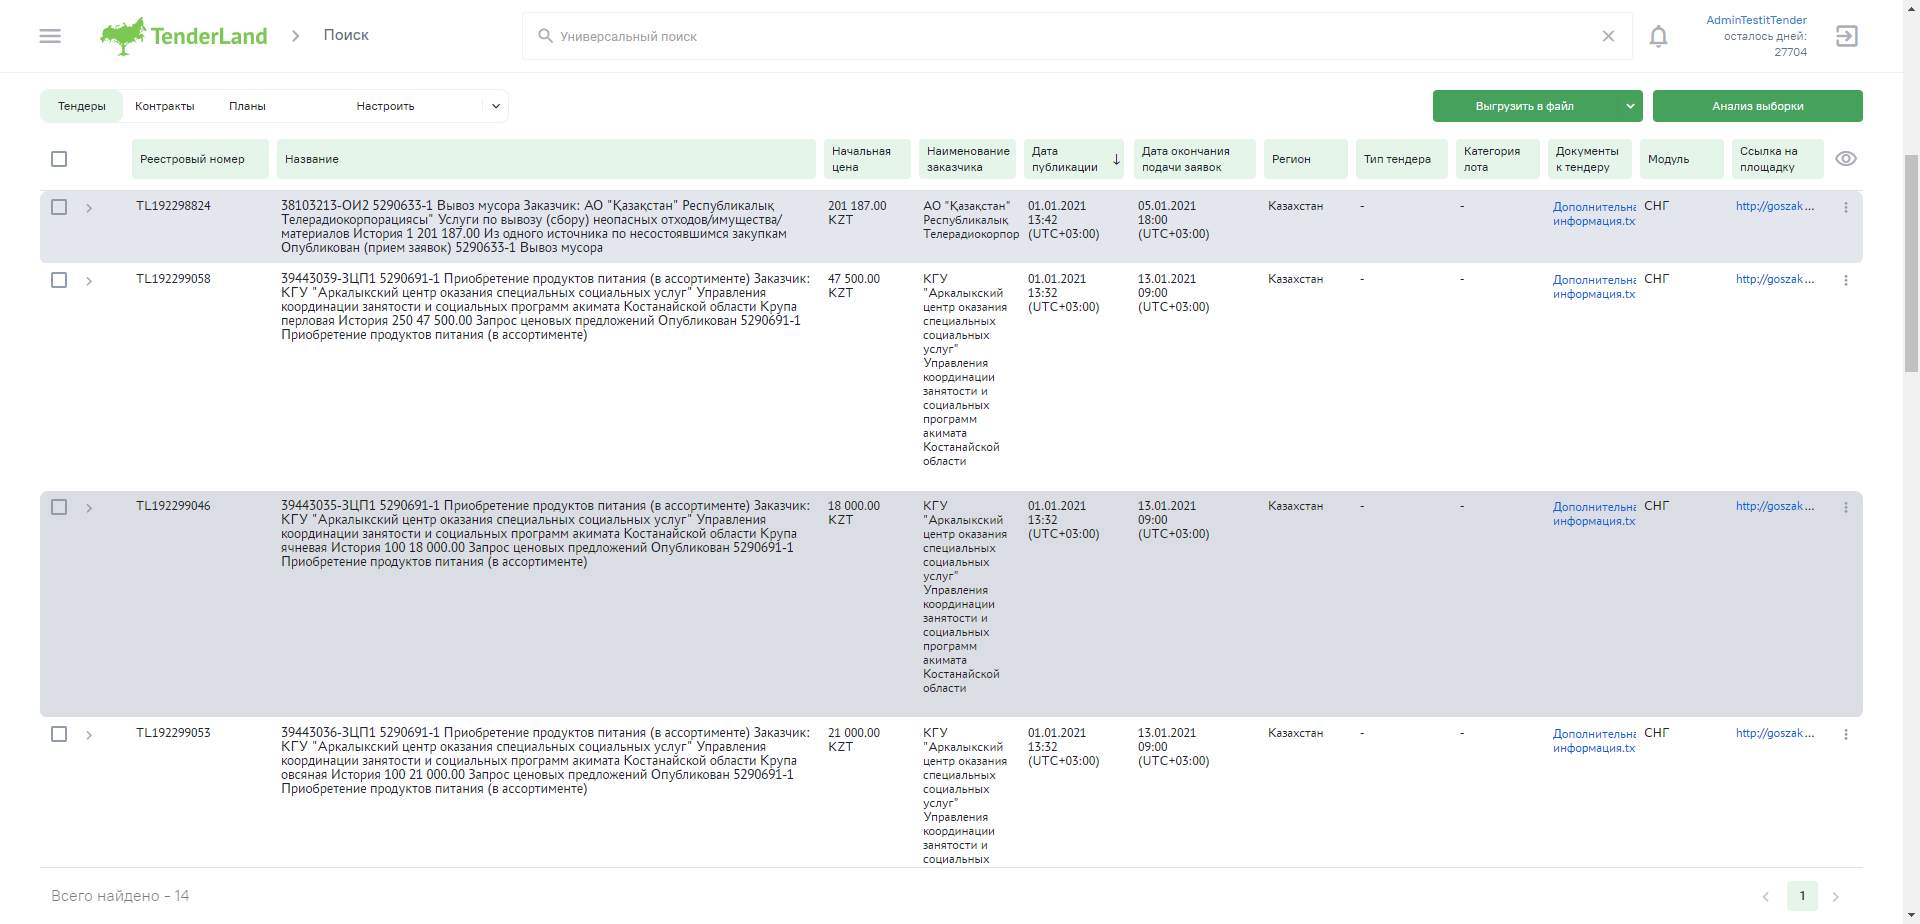 TenderLand
Поиск
Универсальный поиск
AdminTestitTender
осталось дней:
27704
Тендеры
Контракты
Планы
Настроить
Выгрузить в файл
Анализ выборки
Реестровый номер
Название
Начальная
цена
Наименование
заказчика
Дата
публикации
Дата окончания
подачи заявок
Регион
Тип тендера
Категория
лота
Документы
к тендеру
Модуль
Ссылка на
площадку
TL192298824
38103213-ОИ2 5290633-1 Вывоз мусора Заказчик: АО "Қазақстан" Республикалық
Телерадиокорпорациясы" Услуги по вывозу (сбору) неопасных отходов/имущества/
материалов История 1 201 187.00 Из одного источника по несостоявшимся закупкам
Опубликован (прием заявок) 5290633-1 Вывоз мусора
201 187.00
KZT
АО "Қазақстан"
Республикалық
Телерадиокорпор
01.01.2021
13:42
(UTC+03:00)
05.01.2021
18:00
(UTC+03:00)
Казахстан
-
-
Дополнительна
информация.tx
СНГ
http://goszak...
TL192299058
39443039-ЗЦП1 5290691-1 Приобретение продуктов питания (в ассортименте) Заказчик:
КГУ "Аркалыкский центр оказания специальных социальных услуг" Управления
координации занятости и социальных программ акимата Костанайской области Крупа
перловая История 250 47 500.00 Запрос ценовых предложений Опубликован 5290691-1
Приобретение продуктов питания (в ассортименте)
47 500.00
KZT
КГУ
"Аркалыкский
центр оказания
специальных
социальных
услуг"
Управления
координации
занятости и
социальных
программ
акимата
Костанайской
области
01.01.2021
13:32
(UTC+03:00)
13.01.2021
09:00
(UTC+03:00)
Казахстан
-
-
Дополнительна
информация.tx
СНГ
http://goszak...
TL192299046
39443035-ЗЦП1 5290691-1 Приобретение продуктов питания (в ассортименте) Заказчик:
КГУ "Аркалыкский центр оказания специальных социальных услуг" Управления
координации занятости и социальных программ акимата Костанайской области Крупа
ячневая История 100 18 000.00 Запрос ценовых предложений Опубликован 5290691-1
Приобретение продуктов питания (в ассортименте)
18 000.00
KZT
КГУ
"Аркалыкский
центр оказания
специальных
социальных
услуг"
Управления
координации
занятости и
социальных
программ
акимата
Костанайской
области
01.01.2021
13:32
(UTC+03:00)
13.01.2021
09:00
(UTC+03:00)
Казахстан
-
-
Дополнительна
информация.tx
СНГ
http://goszak...
TL192299053
39443036-ЗЦП1 5290691-1 Приобретение продуктов питания (в ассортименте) Заказчик:
КГУ "Аркалыкский центр оказания специальных социальных услуг" Управления
координации занятости и социальных программ акимата Костанайской области Крупа
овсяная История 100 21 000.00 Запрос ценовых предложений Опубликован 5290691-1
Приобретение продуктов питания (в ассортименте)
21 000.00
KZT
КГУ
"Аркалыкский
центр оказания
специальных
социальных
услуг"
Управления
координации
занятости и
социальных
01.01.2021
13:32
(UTC+03:00)
13.01.2021
09:00
(UTC+03:00)
Казахстан
-
-
Дополнительна
информация.tx
СНГ
http://goszak...
Всего найдено - 14
1